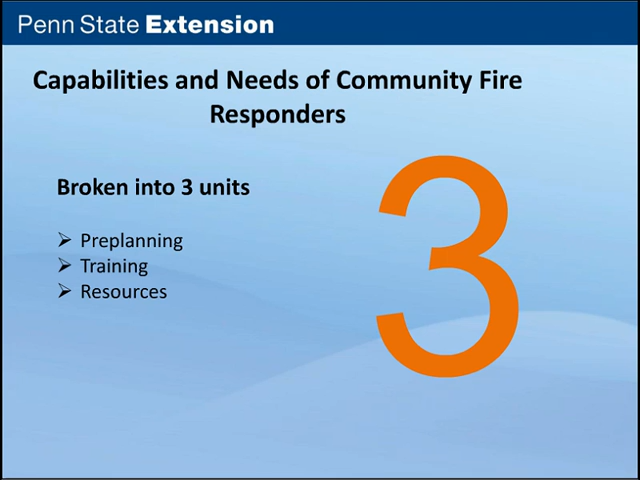 Penn State Extension
Capabilities and Needs of Community Fire
Responders
Broken into 3 units
➢ Preplanning
➢ Training
➢ Resources
3